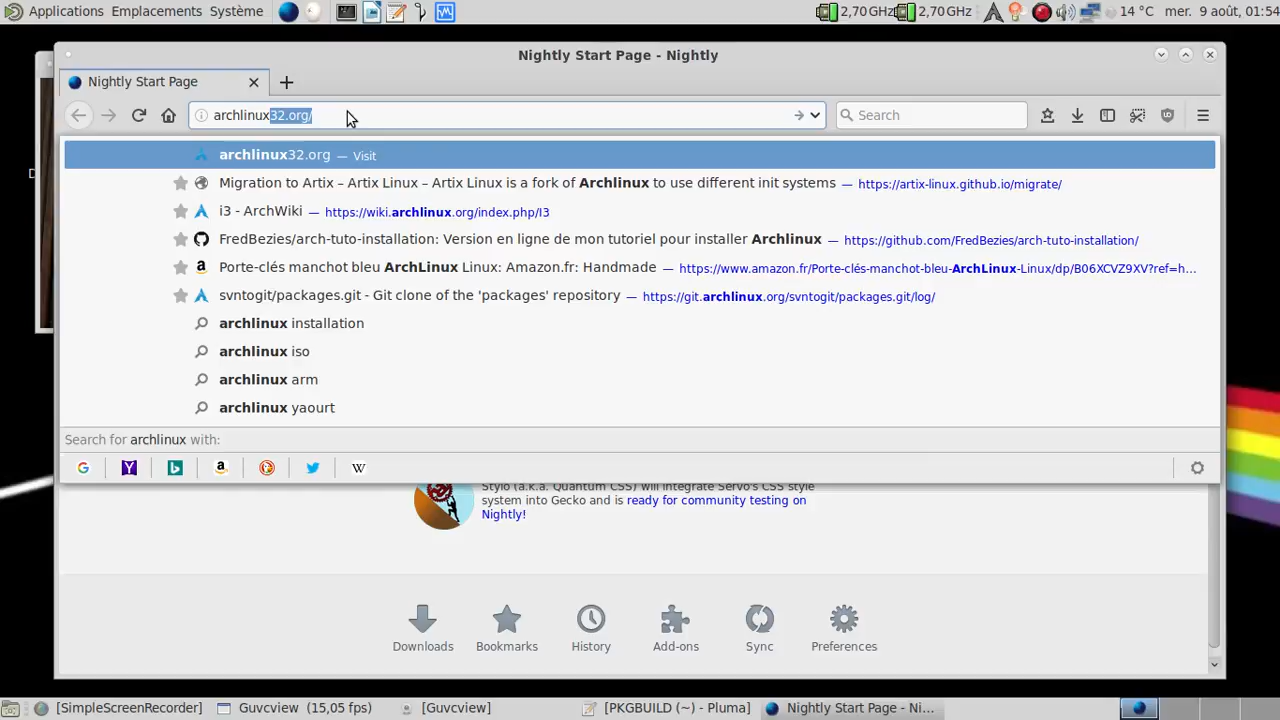 Applications Emplacements Système 2,70 GHz 2,70 GHz 14 °C mer. 9 août, 01:54
Nightly Start Page - Nightly
Nightly Start Page
archlinux32.org/ Search
archlinux32.org — Visit
Migration to Artix – Artix Linux – Artix Linux is a fork of Archlinux to use different init systems — https://artix-linux.github.io/migrate/
i3 - ArchWiki — https://wiki.archlinux.org/index.php/I3
FredBezies/arch-tuto-installation: Version en ligne de mon tutoriel pour installer Archlinux — https://github.com/FredBezies/arch-tuto-installation/
Porte-clés manchot bleu ArchLinux Linux: Amazon.fr: Handmade — https://www.amazon.fr/Porte-clés-manchot-bleu-ArchLinux-Linux/dp/B06XCVZ9XV?ref=h...
svntogit/packages.git - Git clone of the 'packages' repository — https://git.archlinux.org/svntogit/packages.git/log/
archlinux installation
archlinux iso
archlinux arm
archlinux yaourt
Search for archlinux with:
Stylo (a.k.a. Quantum CSS) will integrate Servo's CSS style
system into Gecko and is ready for community testing on
Nightly!
Downloads Bookmarks History Add-ons Sync Preferences
[SimpleScreenRecorder] Guvcview (15,05 fps) [Guvcview] [PKGBUILD (~) - Pluma] Nightly Start Page - Ni...